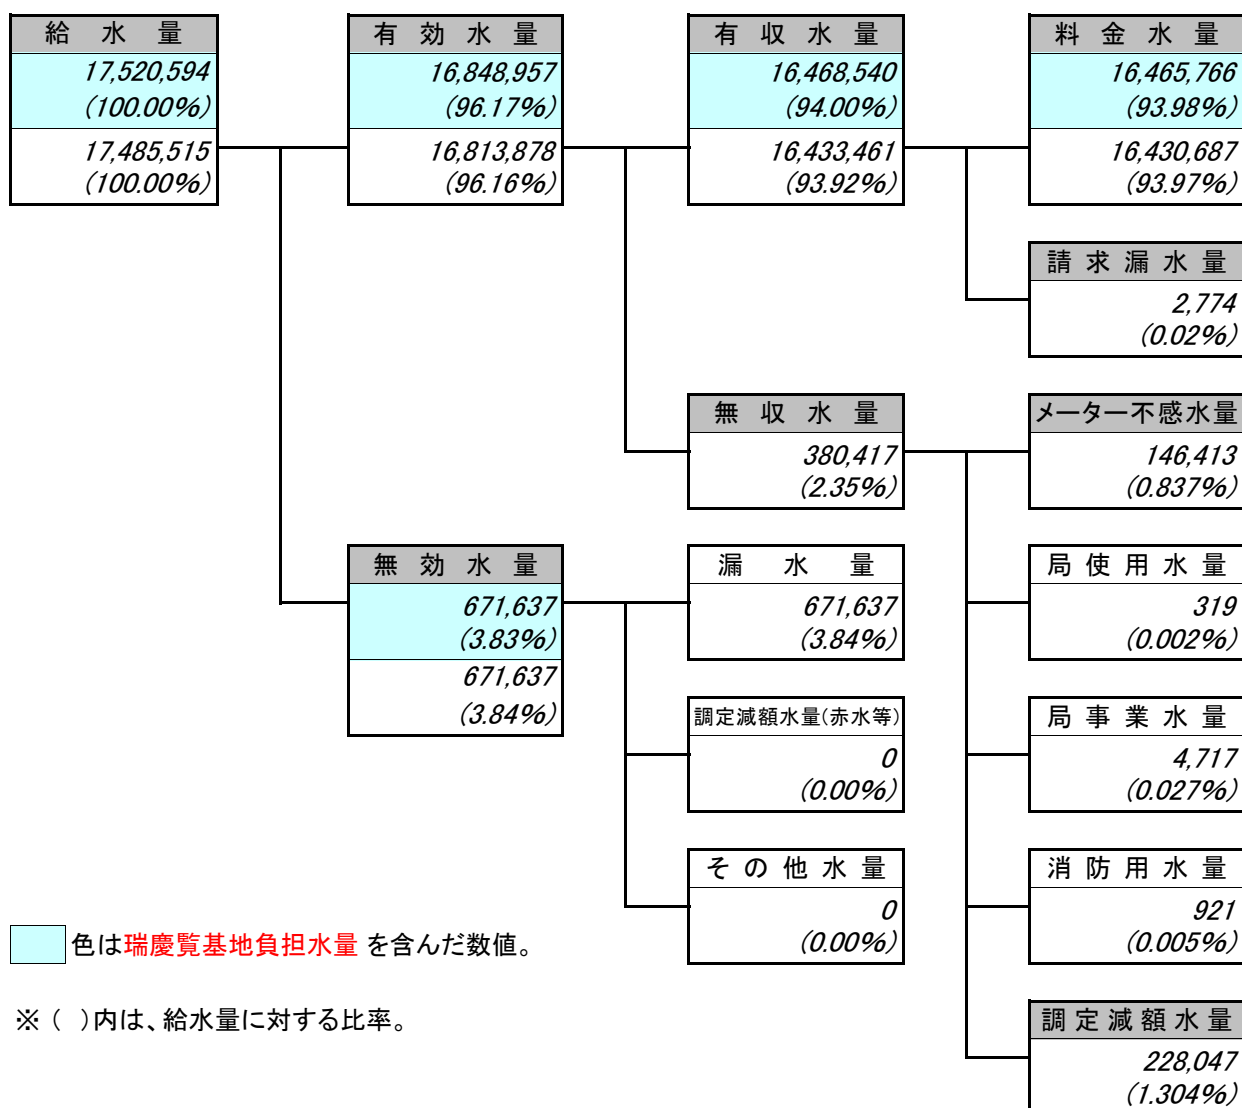 給水量
17,520,594
(100.00%)
17,485,515
(100.00%)
有効水量
16,848,957
(96.17%)
16,813,878
(96.16%)
有収水量
16,468,540
(94.00%)
16,433,461
(93.92%)
料金水量
16,465,766
(93.98%)
16,430,687
(93.97%)
請求漏水量
2,774
(0.02%)
無収水量
380,417
(2.35%)
メーター不感水量
146,413
(0.837%)
無効水量
671,637
(3.83%)
671,637
(3.84%)
漏水量
671,637
(3.84%)
局使用水量
319
(0.002%)
調定減額水量(赤水等)
0
(0.00%)
局事業水量
4,717
(0.027%)
その他水量
0
(0.00%)
消防用水量
921
(0.005%)
調定減額水量
228,047
(1.304%)
色は瑞慶覧基地負担水量 を含んだ数値。
※ ( )内は、給水量に対する比率。